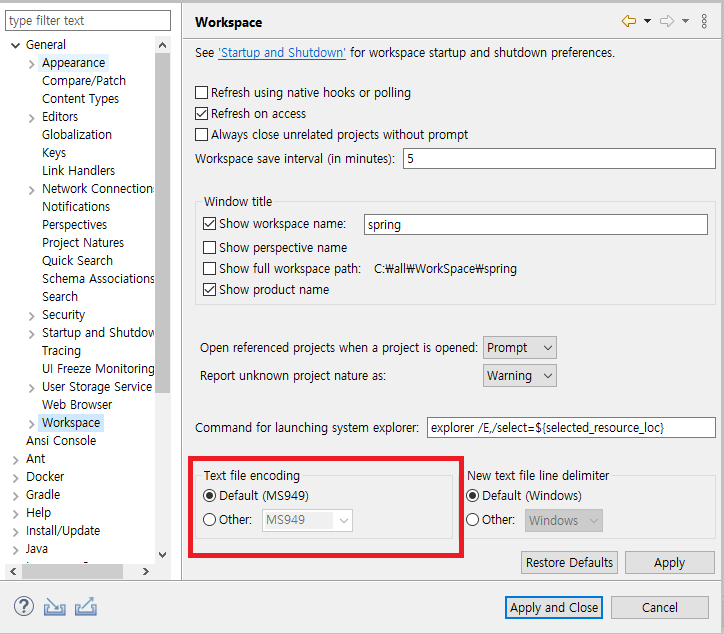 type filter text
General
Appearance
Compare/Patch
Content Types
Editors
Globalization
Keys
Link Handlers
Network Connection
Notifications
Perspectives
Project Natures
Quick Search
Schema Associations
Search
Security
Startup and Shutdow
Tracing
UI Freeze Monitoring
User Storage Service
Web Browser
Workspace
Ansi Console
Ant
Docker
Gradle
Help
Install/Update
Java
Workspace
See 'Startup and Shutdown' for workspace startup and shutdown preferences.
Refresh using native hooks or polling
Refresh on access
Always close unrelated projects without prompt
Workspace save interval (in minutes): 5
Window title
Show workspace name: spring
Show perspective name
Show full workspace path: C:₩all₩WorkSpace₩spring
Show product name
Open referenced projects when a project is opened: Prompt
Report unknown project nature as: Warning
Command for launching system explorer: explorer /E,/select=${selected_resource_loc}
Text file encoding
Default (MS949)
Other: MS949
New text file line delimiter
Default (Windows)
Other: Windows
Restore Defaults Apply
? Apply and Close Cancel